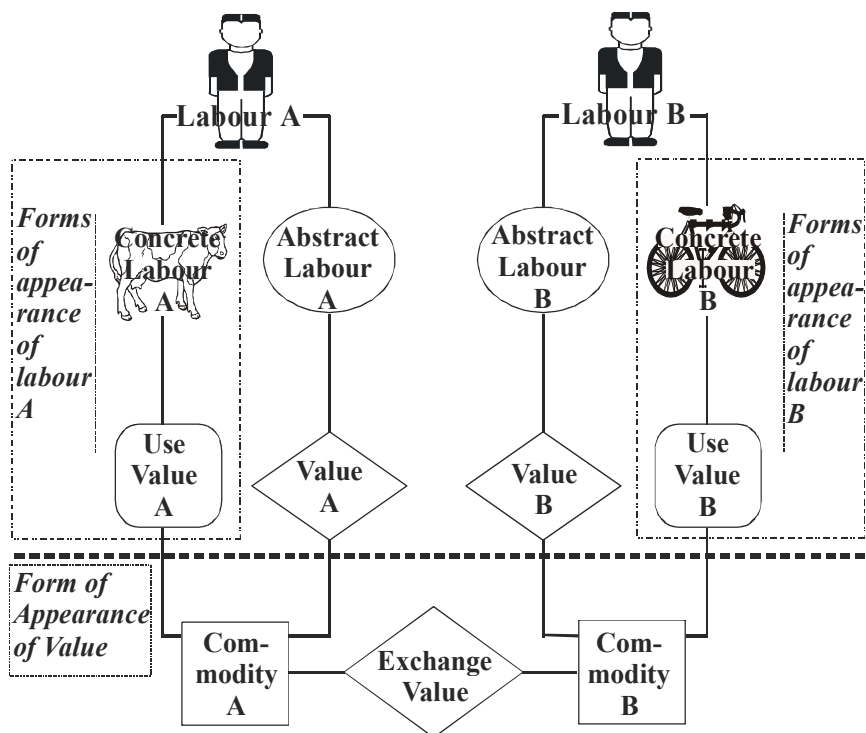 Labour A
Labour B
Forms
of
appea-
rance
of
labour
A
Concrete
Labour
A
Abstract
Labour
A
Abstract
Labour
B
Concrete
Labour
B
Forms
of
appea-
rance
of
labour
B
Use
Value
A
Value
A
Value
B
Use
Value
B
Form of
Appearance
of Value
Com-
modity
A
Exchange
Value
Com-
modity
B